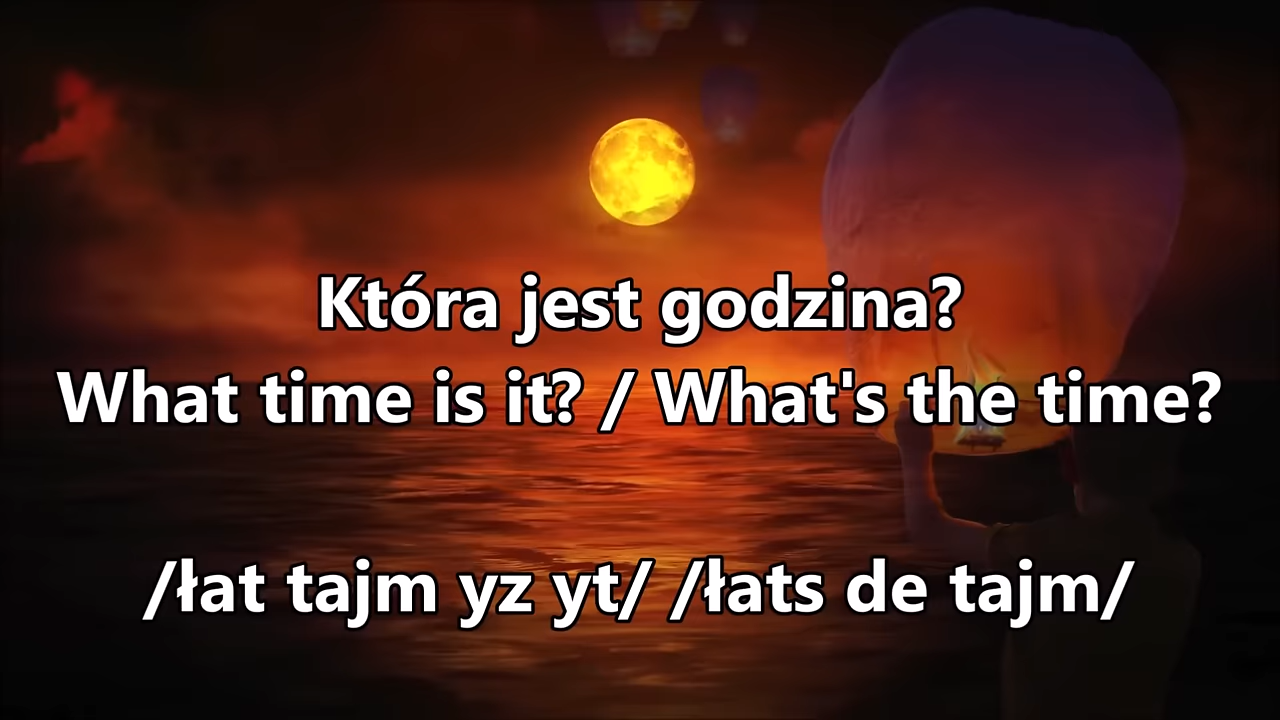 Która jest godzina?
What time is it? / What's the time?
/łat tajm yz yt/ /łats de tajm/